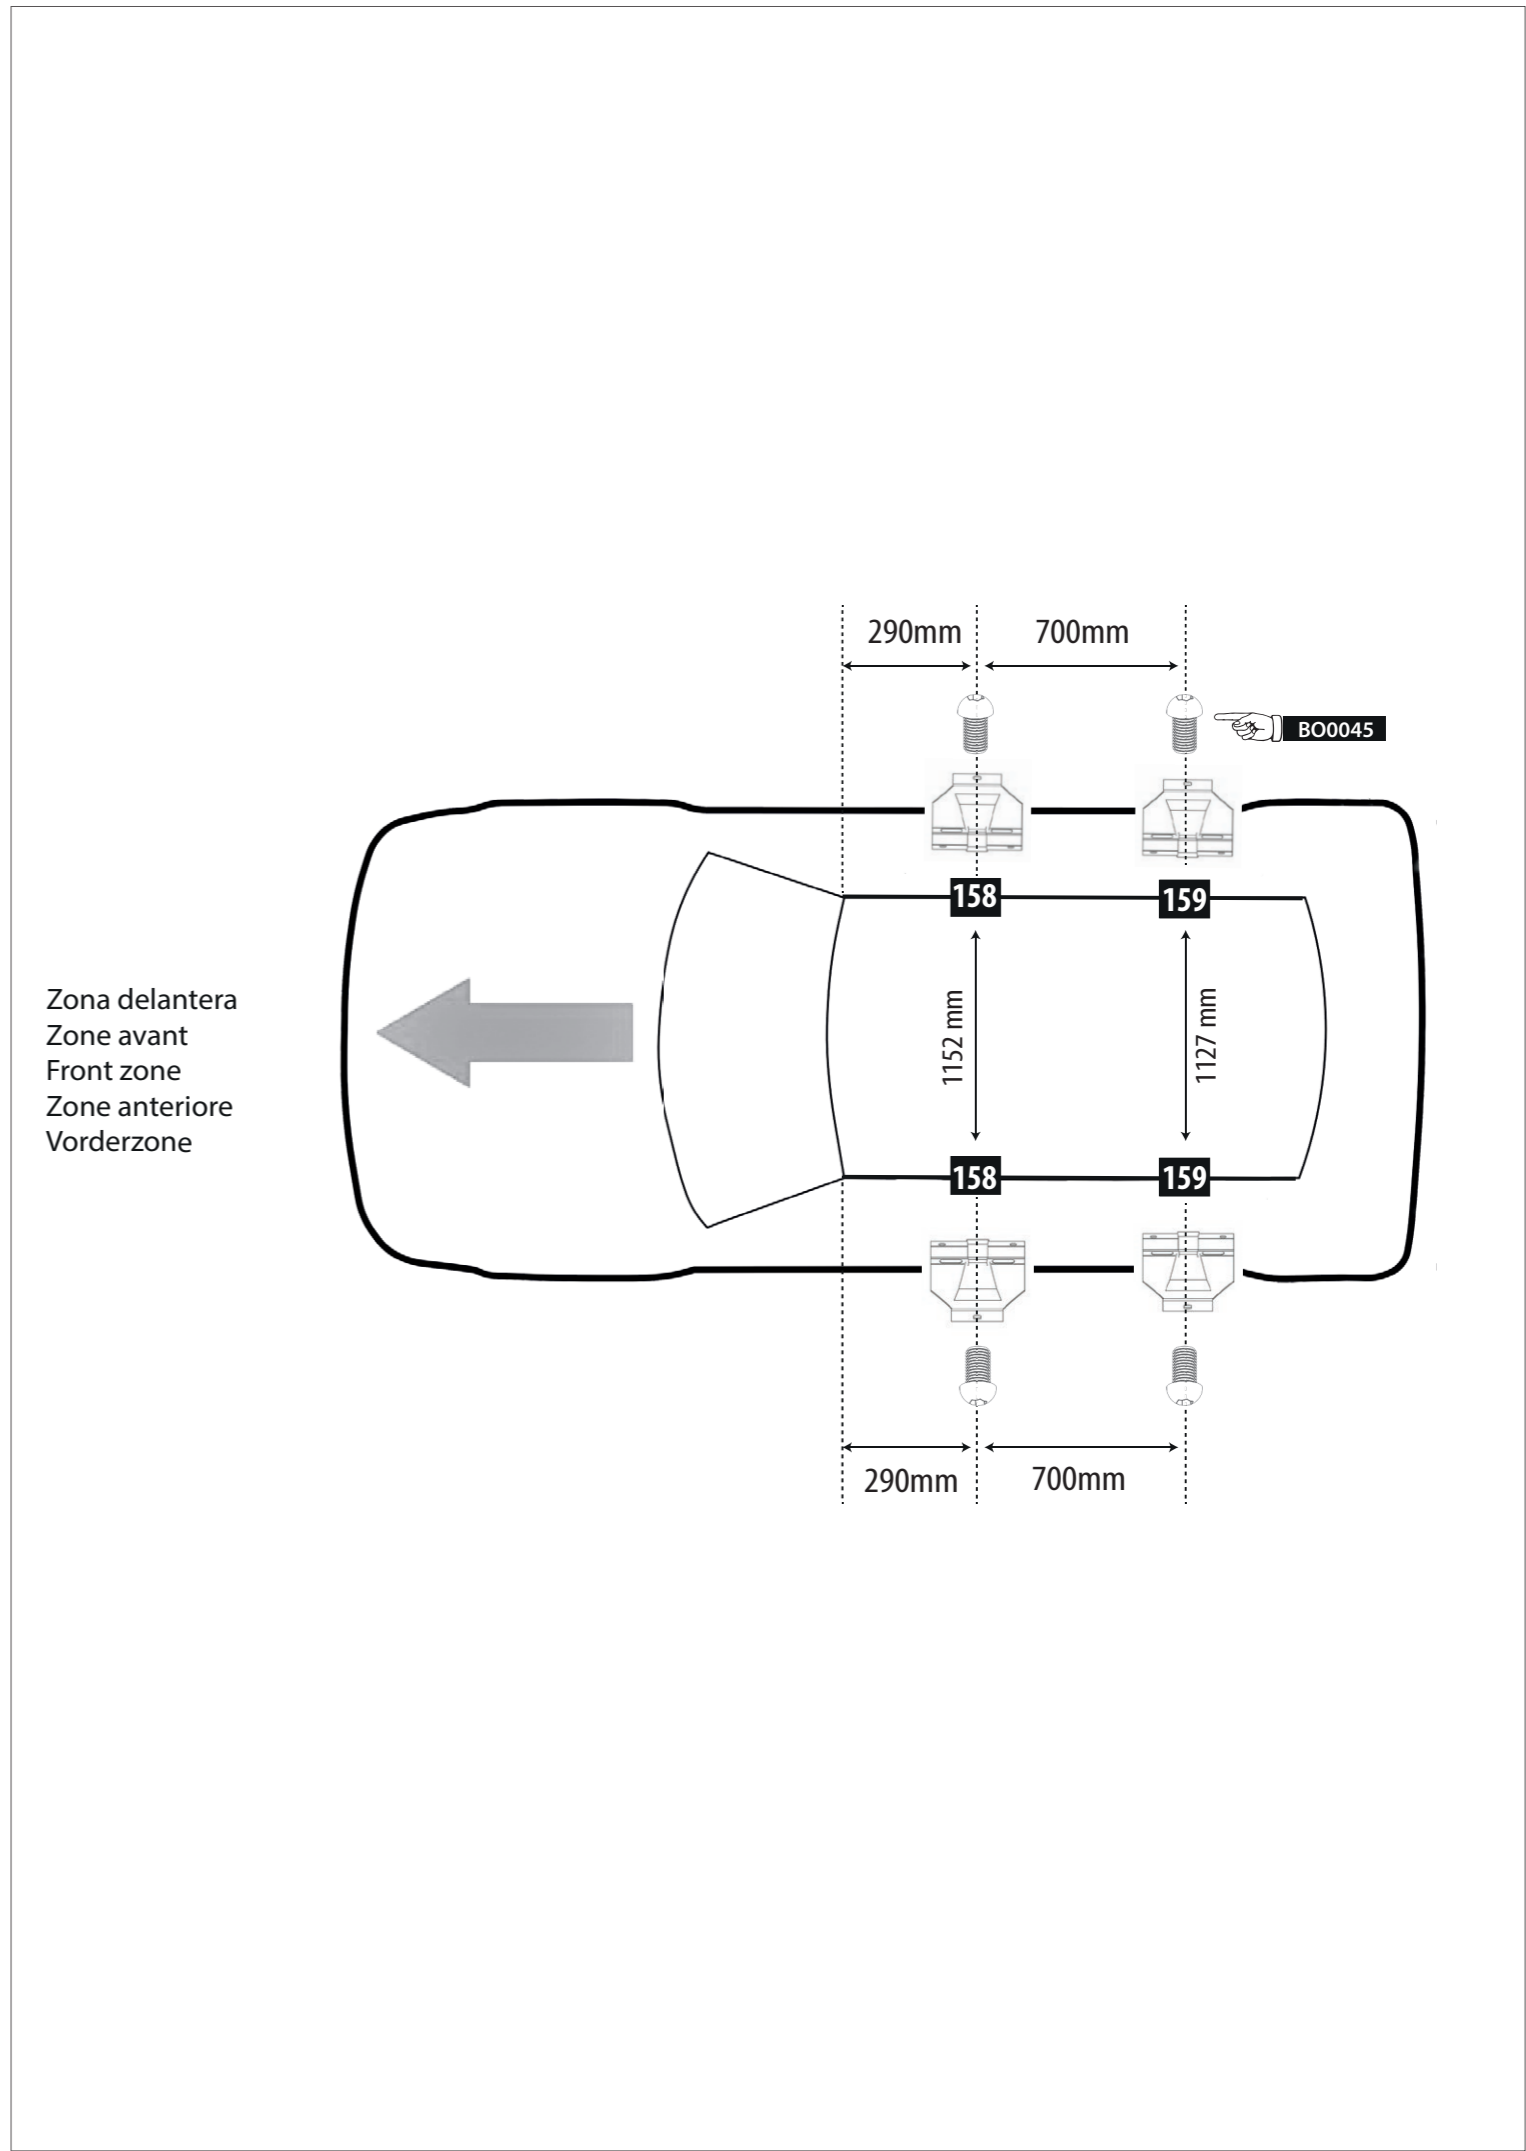 290mm
700mm
BO0045
158
159
Zona delantera
Zone avant
Front zone
Zone anteriore
Vorderzone
1152 mm
1127 mm
158
159
290mm
700mm